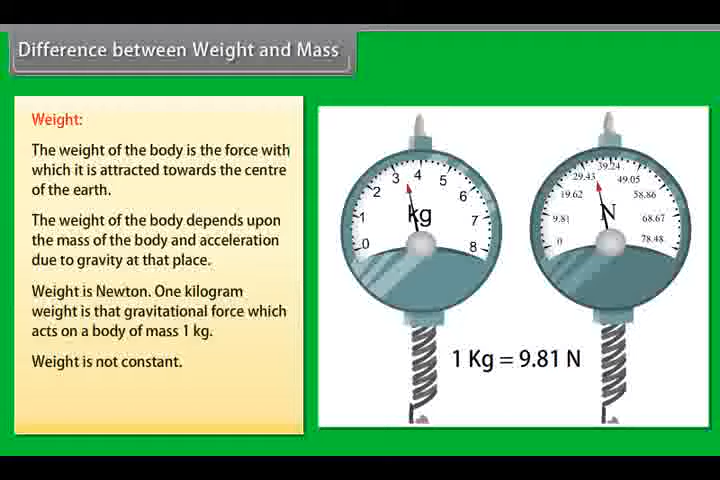 Difference between Weight and Mass
Weight:
The weight of the body is the force with
which it is attracted towards the centre
of the earth.
The weight of the body depends upon
the mass of the body and acceleration
due to gravity at that place.
Weight is Newton. One kilogram
weight is that gravitational force which
acts on a body of mass 1 kg.
Weight is not constant.
0
1
2
3
4
5
6
7
8
kg
0
9.81
19.62
29.43
39.24
49.05
58.86
68.67
78.48
N
1 Kg = 9.81 N